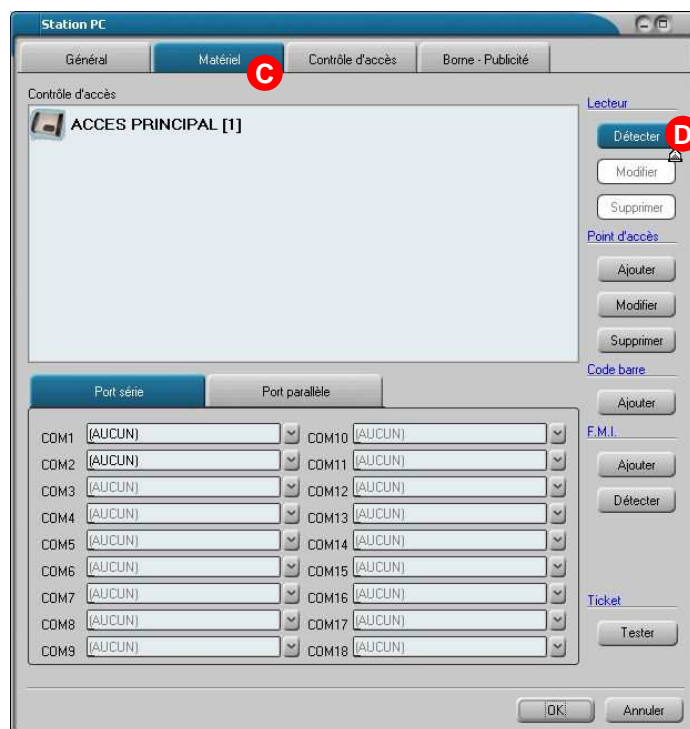 Station PC
Général Matériel Contrôle d'accès Borne - Publicité
C
Contrôle d'accès
ACCES PRINCIPAL [1]
Lecteur
Détecter
D
Modifier
Supprimer
Point d'accès
Ajouter
Modifier
Supprimer
Code barre
Ajouter
F.M.I.
Ajouter
Détecter
Ticket
Tester
Port série Port parallèle
COM1 (AUCUN) COM10 (AUCUN)
COM2 (AUCUN) COM11 (AUCUN)
COM3 (AUCUN) COM12 (AUCUN)
COM4 (AUCUN) COM13 (AUCUN)
COM5 (AUCUN) COM14 (AUCUN)
COM6 (AUCUN) COM15 (AUCUN)
COM7 (AUCUN) COM16 (AUCUN)
COM8 (AUCUN) COM17 (AUCUN)
COM9 (AUCUN) COM18 (AUCUN)
OK Annuler